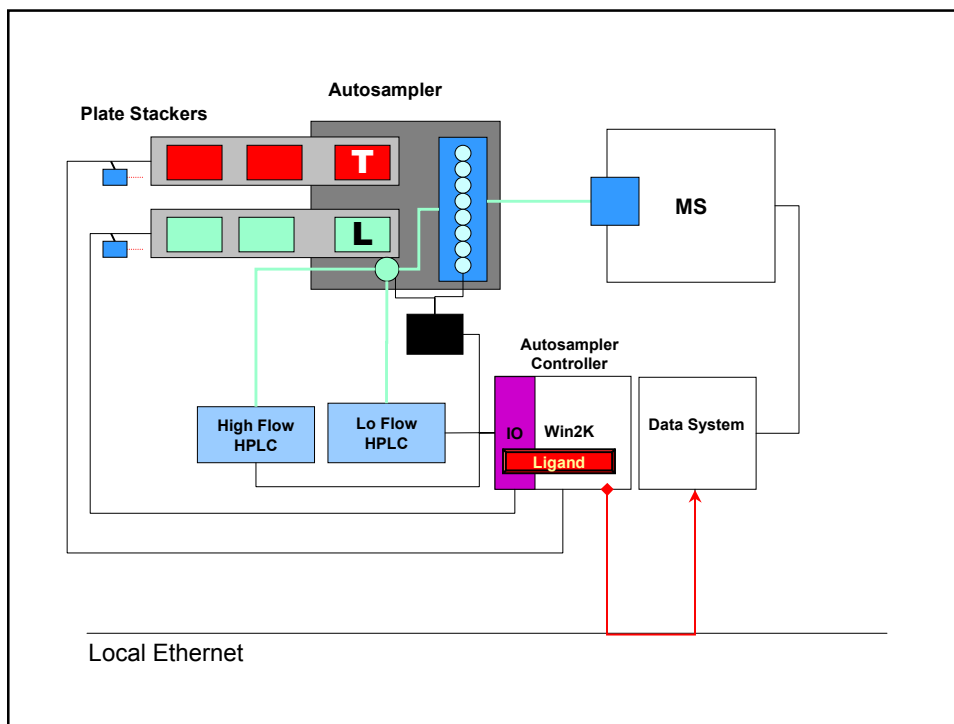 Autosampler
Plate Stackers
T
MS
L
Autosampler
Controller
High Flow
HPLC
Lo Flow
HPLC
IO
Win2K
Data System
Ligand
Local Ethernet